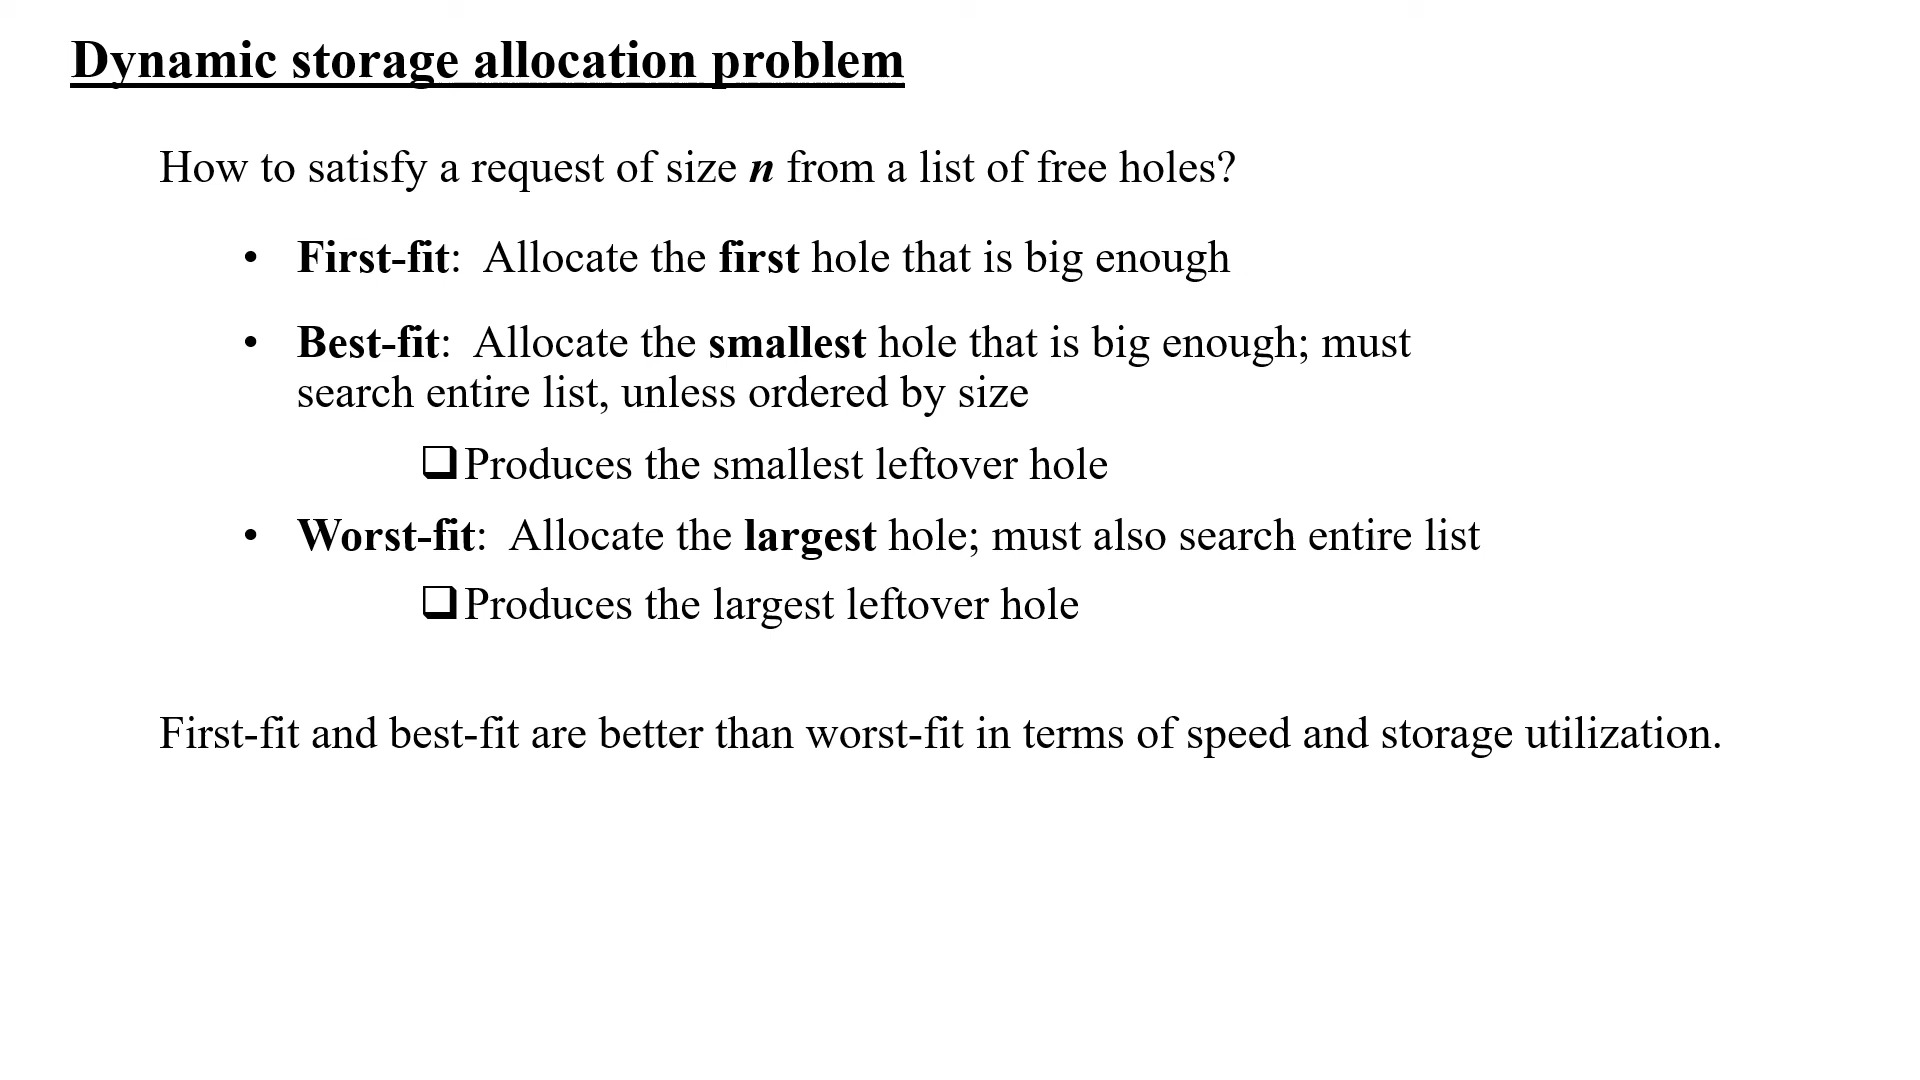 Dynamic storage allocation problem
How to satisfy a request of size n from a list of free holes?
• First-fit:  Allocate the first hole that is big enough
• Best-fit:  Allocate the smallest hole that is big enough; must
search entire list, unless ordered by size
❑Produces the smallest leftover hole
• Worst-fit:  Allocate the largest hole; must also search entire list
❑Produces the largest leftover hole
First-fit and best-fit are better than worst-fit in terms of speed and storage utilization.